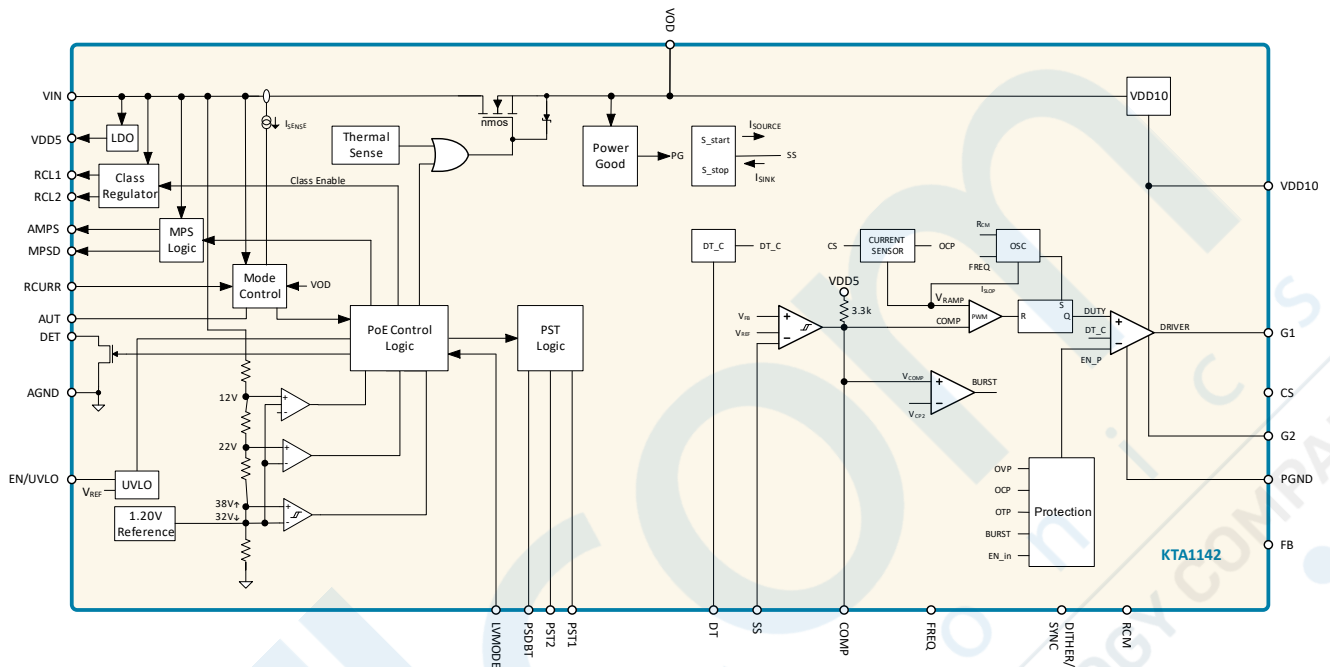 VOD
VIN
VDD5
RCL1
RCL2
AMPS
MPSD
RCURR
AUT
DET
AGND
EN/UVLO
LDO
Class
Regulator
MPS
Logic
Mode
Control
VOD
ISENSE
Class Enable
Thermal
Sense
nmos
Power
Good
PG
S_start
S_stop
ISOURCE
SS
ISINK
VDD10
VDD10
PoE Control
Logic
PST
Logic
12V
22V
38V↑
32V↓
+
-
+
-
+
-
UVLO
VREF
1.20V
Reference
DT_C
DT_C
CS
CURRENT
SENSOR
OCP
RCM
FREQ
OSC
ISLOP
VDD5
3.3k
VRAMP
VFB
VREF
+
−
COMP
PWM
R
S
Q
DUTY
DT_C
EN_P
+
−
DRIVER
VCOMP
VCP2
+
−
BURST
OVP
OCP
OTP
BURST
EN_in
Protection
G1
CS
G2
PGND
FB
KTA1142
LVMODE
PSDBT
PST2
PST1
DT
SS
COMP
FREQ
DITHER/
SYNC
RCM
com
onics
OGY COMPA